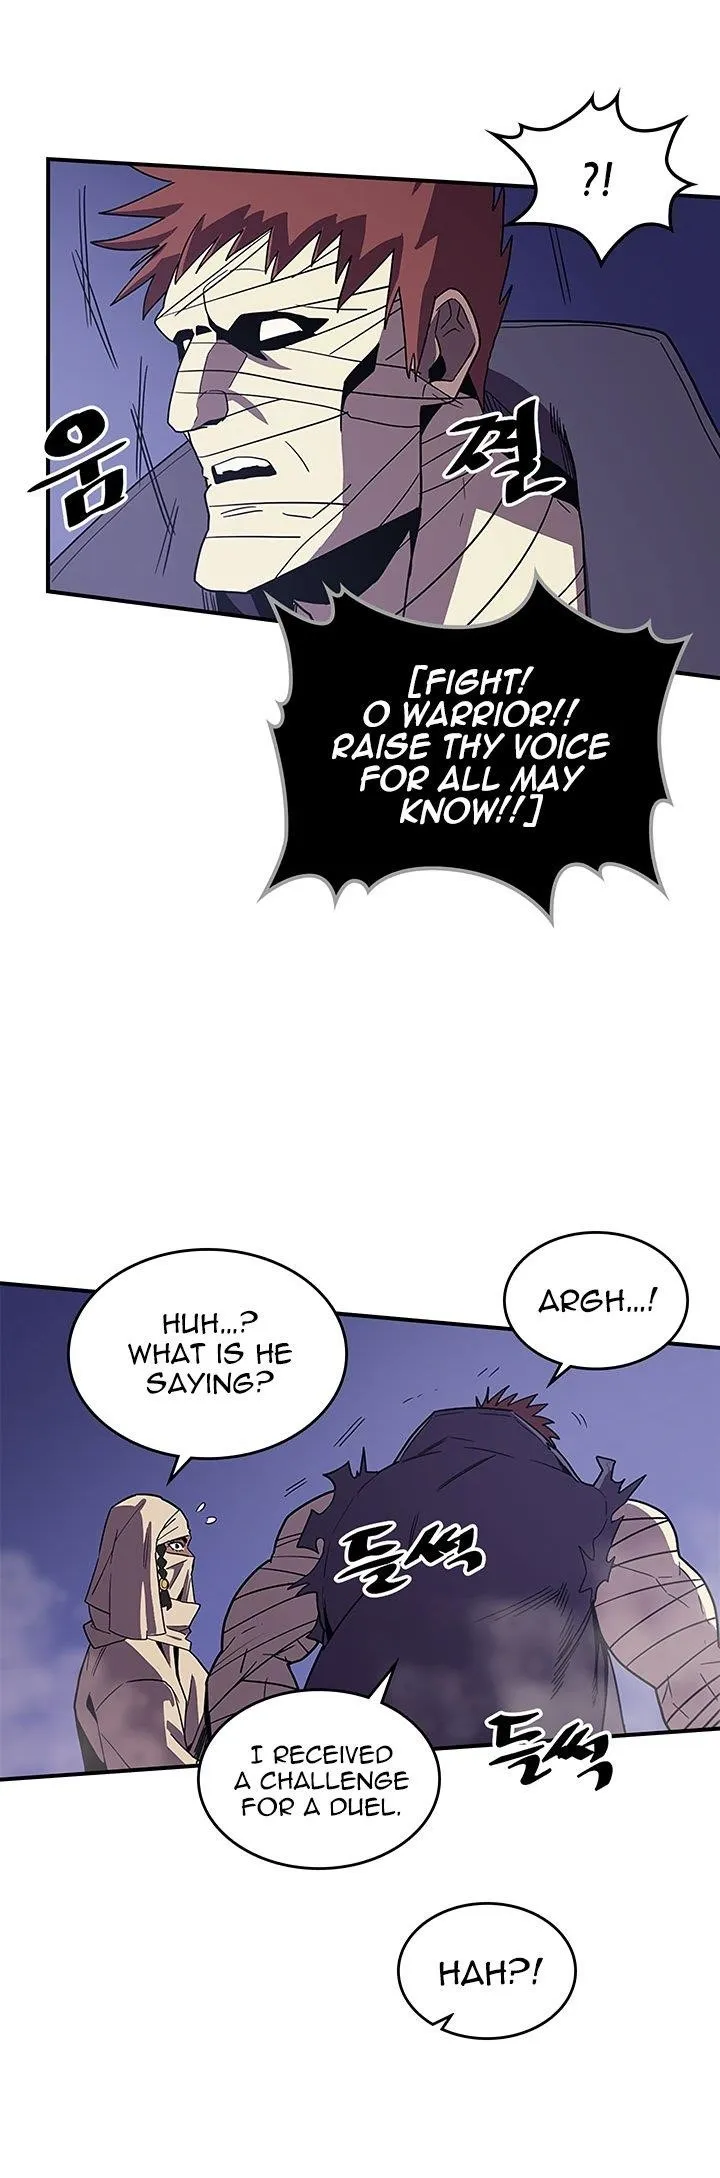 ?!
움
찔
[FIGHT!
O WARRIOR!!
RAISE THY VOICE
FOR ALL MAY
KNOW!!]
ARGH...!
HUH...?
WHAT IS HE
SAYING?
들썩
들썩
I RECEIVED
A CHALLENGE
FOR A DUEL.
HAH?!